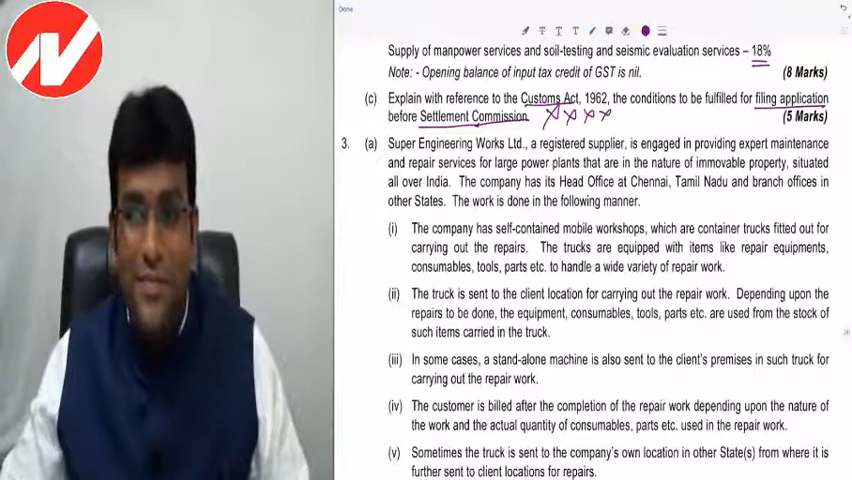 Done
Supply of manpower services and soil-testing and seismic evaluation services – 18%
Note: - Opening balance of input tax credit of GST is nil. (8 Marks)
(c) Explain with reference to the Customs Act, 1962, the conditions to be fulfilled for filing application
before Settlement Commission (5 Marks)
3. (a) Super Engineering Works Ltd., a registered supplier, is engaged in providing expert maintenance
and repair services for large power plants that are in the nature of immovable property, situated
all over India. The company has its Head Office at Chennai, Tamil Nadu and branch offices in
other States. The work is done in the following manner.
(i) The company has self-contained mobile workshops, which are container trucks fitted out for
carrying out the repairs. The trucks are equipped with items like repair equipments,
consumables, tools, parts etc. to handle a wide variety of repair work.
(ii) The truck is sent to the client location for carrying out the repair work. Depending upon the
repairs to be done, the equipment, consumables, tools, parts etc. are used from the stock of
such items carried in the truck.
(iii) In some cases, a stand-alone machine is also sent to the client's premises in such truck for
carrying out the repair work.
(iv) The customer is billed after the completion of the repair work depending upon the nature of
the work and the actual quantity of consumables, parts etc. used in the repair work.
(v) Sometimes the truck is sent to the company's own location in other State(s) from where it is
further sent to client locations for repairs.